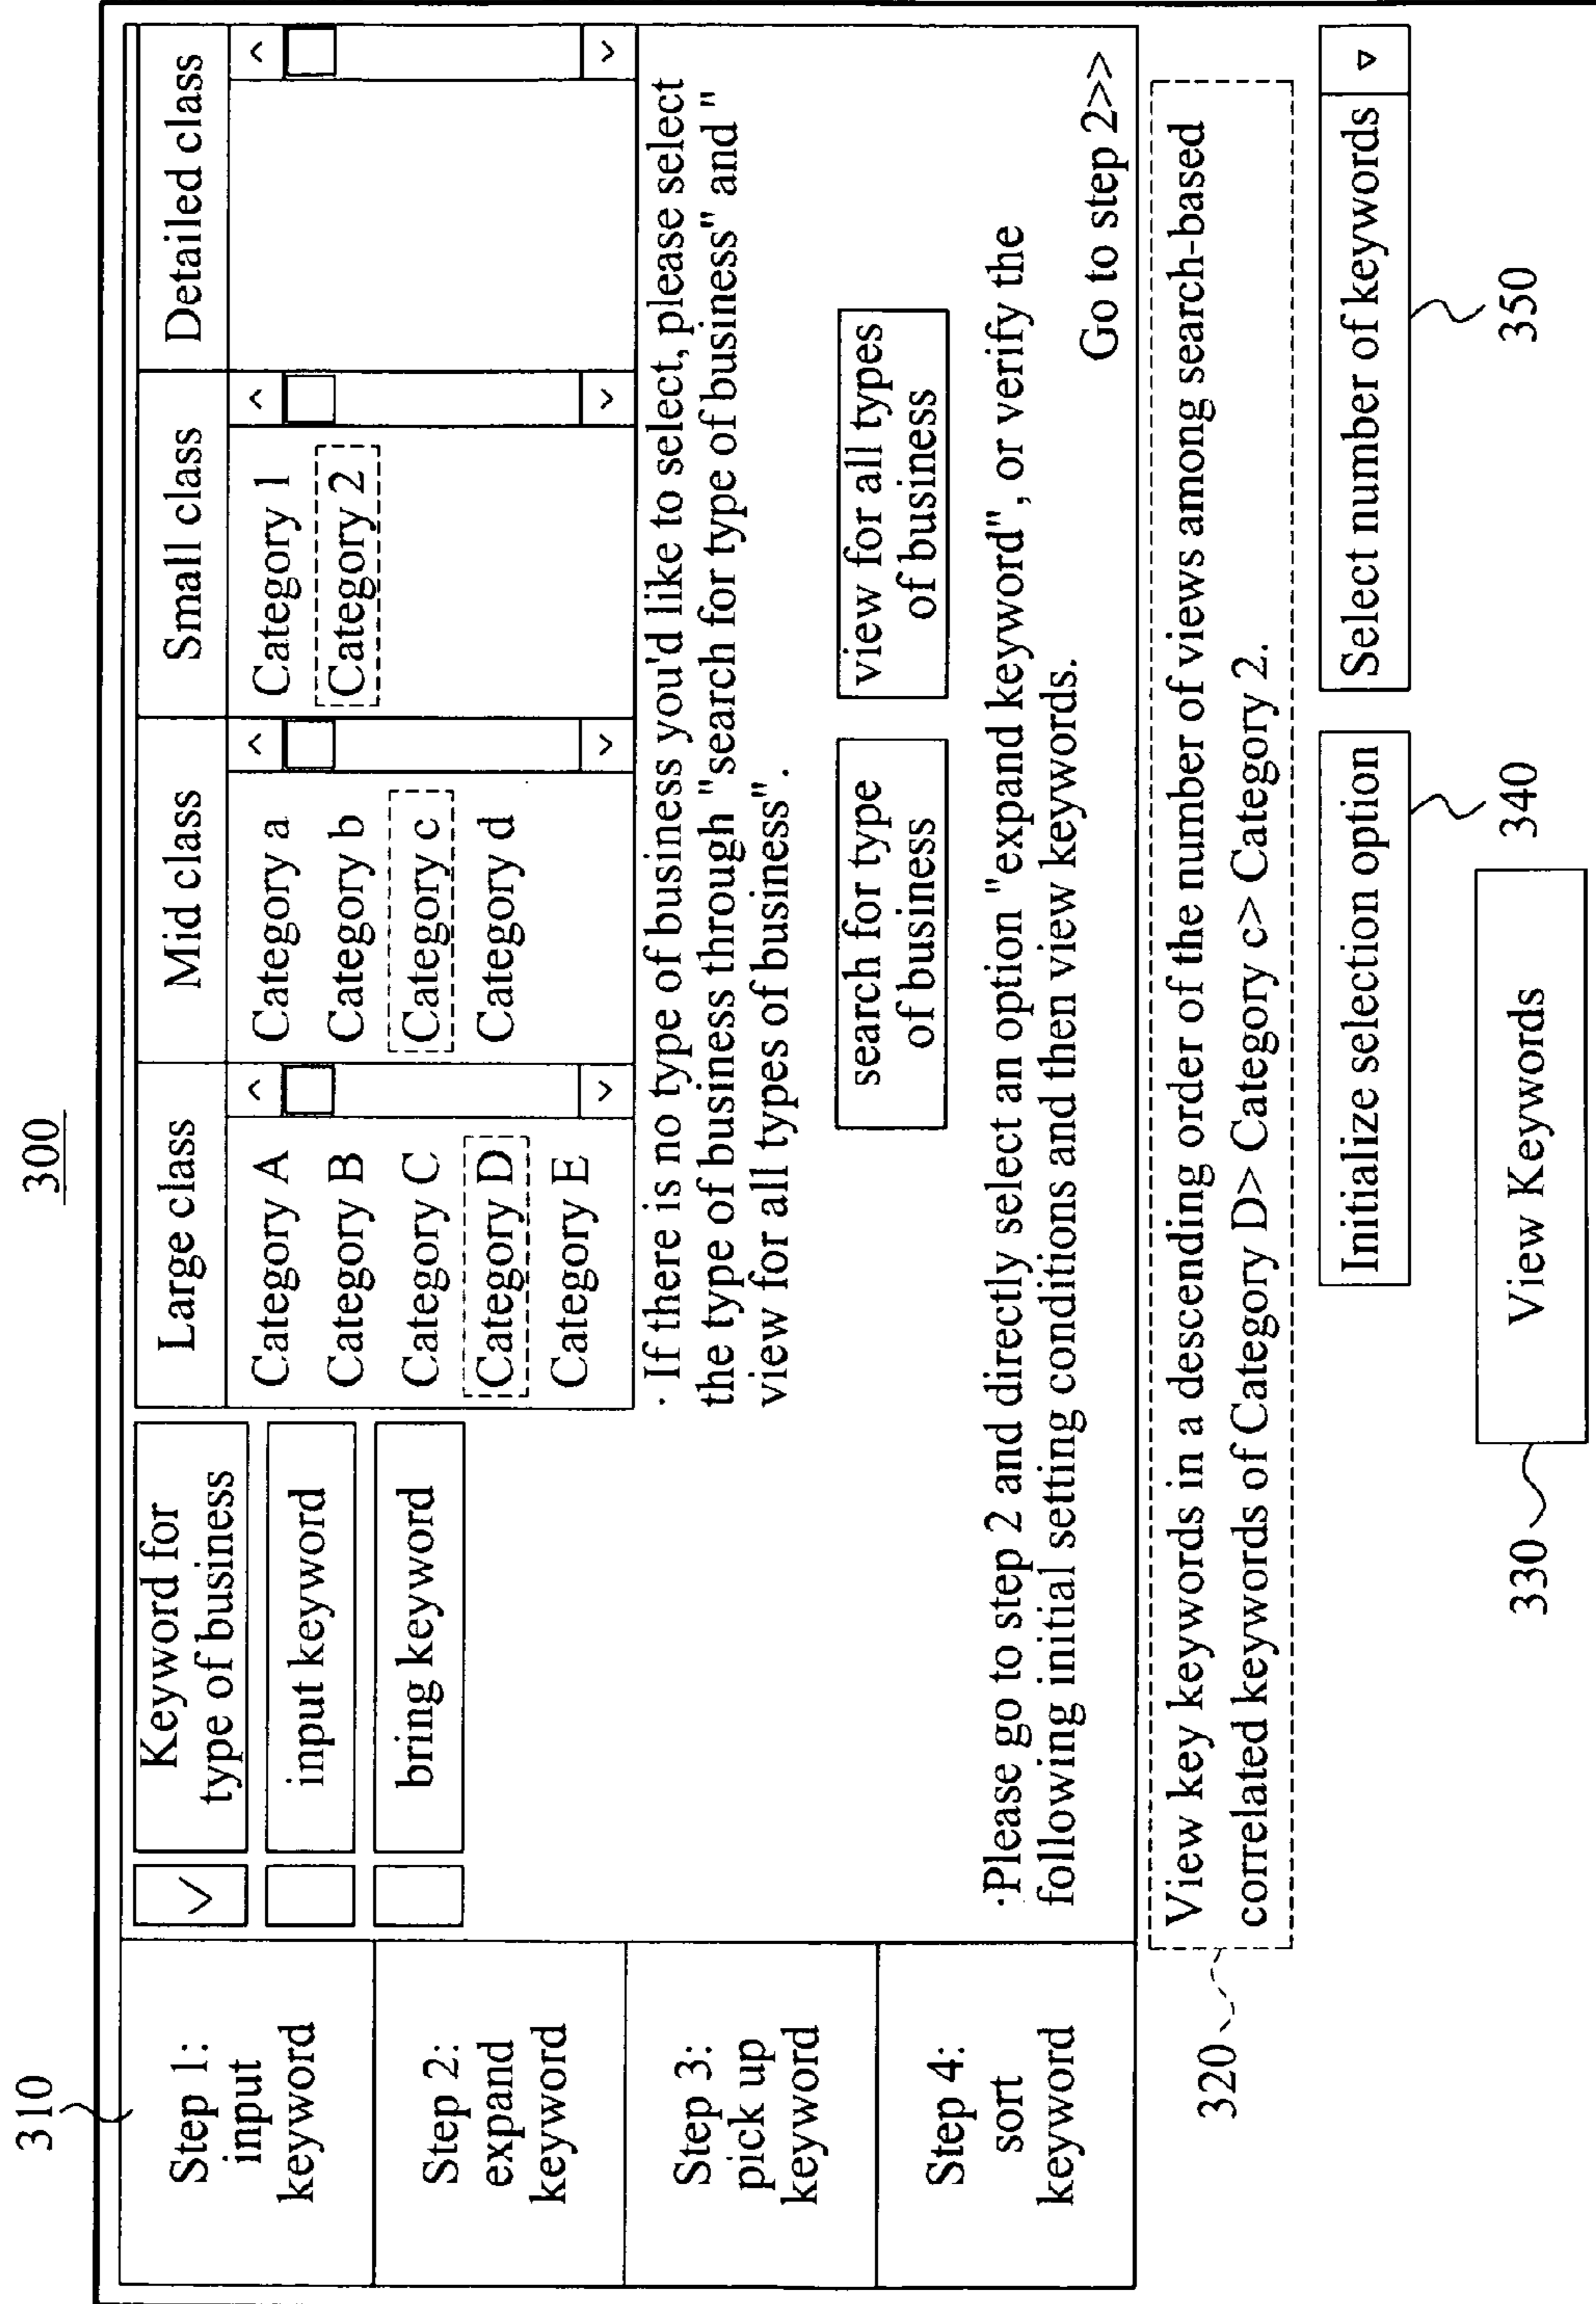 300
310
Step 1:
input
keyword
Step 2:
expand
keyword
Step 3:
pick up
keyword
Step 4:
sort
keyword
Keyword for
type of business
input keyword
bring keyword
Large class
Mid class
Small class
Detailed class
Category A
Category B
Category C
Category D
Category E
Category a
Category b
Category c
Category d
Category 1
Category 2
· If there is no type of business you'd like to select, please select
the type of business through "search for type of business" and "
view for all types of business".
search for type
of business
view for all types
of business
·Please go to step 2 and directly select an option "expand keyword", or verify the
following initial setting conditions and then view keywords.
Go to step 2>>
View key keywords in a descending order of the number of views among search-based
correlated keywords of Category D> Category c> Category 2.
320
Initialize selection option
Select number of keywords
340
350
View Keywords
330